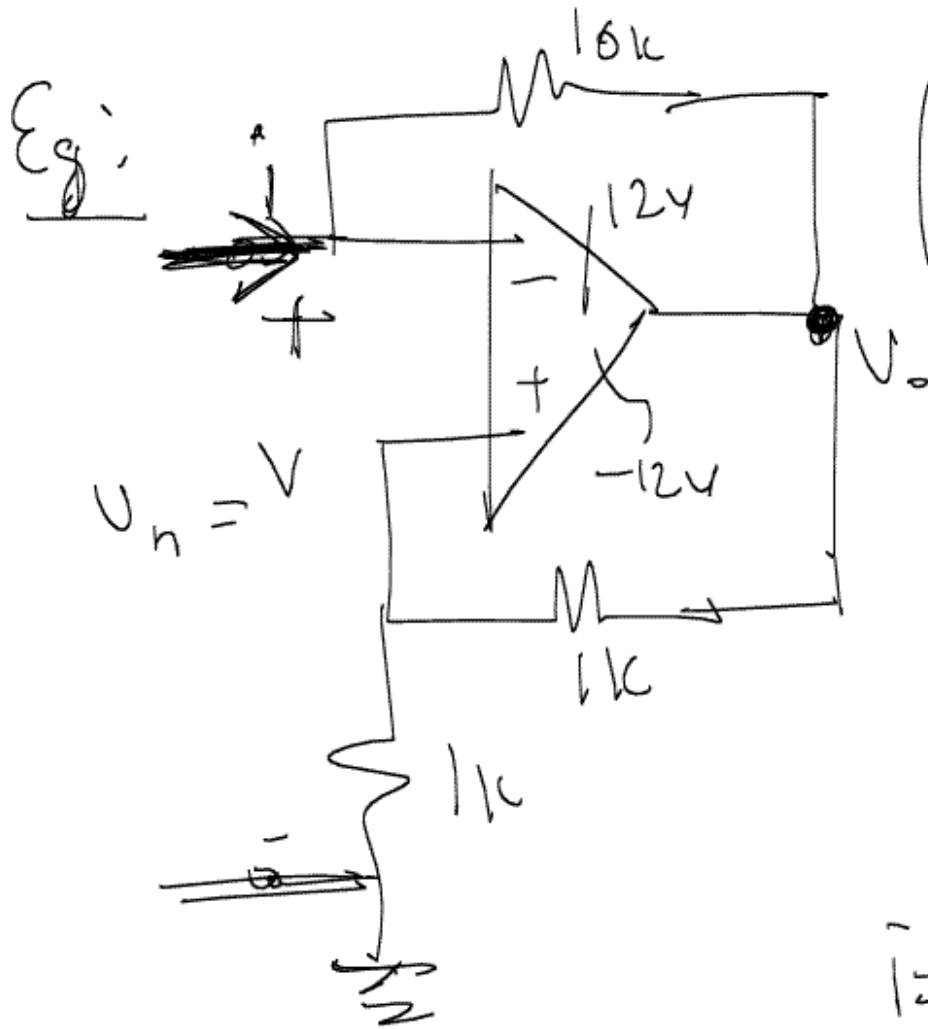 10k
Eg:
+
12V
-
+
-12V
Vo
Vn = V
1k
1k
-
i =